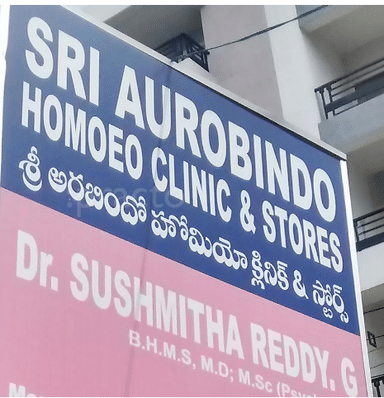 SRI AUROBINDO
HOMOEO CLINIC & STORES
శ్రీ అరబిందో హోమియో క్లినిక్ & స్టోర్స్
Dr. SUSHMITHA REDDY. G
B.H.M.S, M.D; M.Sc